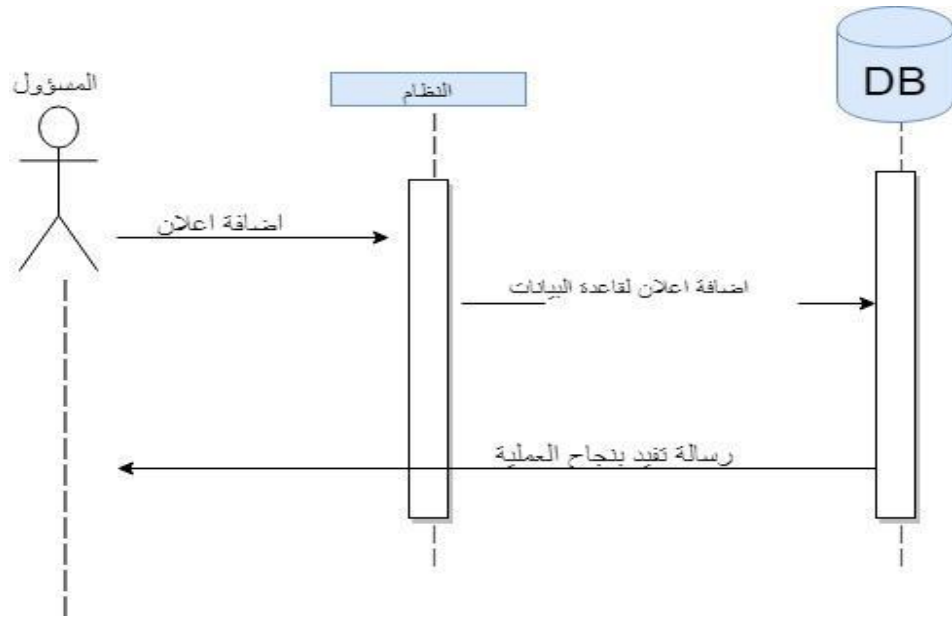 المسؤول
النظام
DB
اضافة اعلان
اضافة اعلان لقاعدة البيانات
رسالة تفيد بنجاح العملية